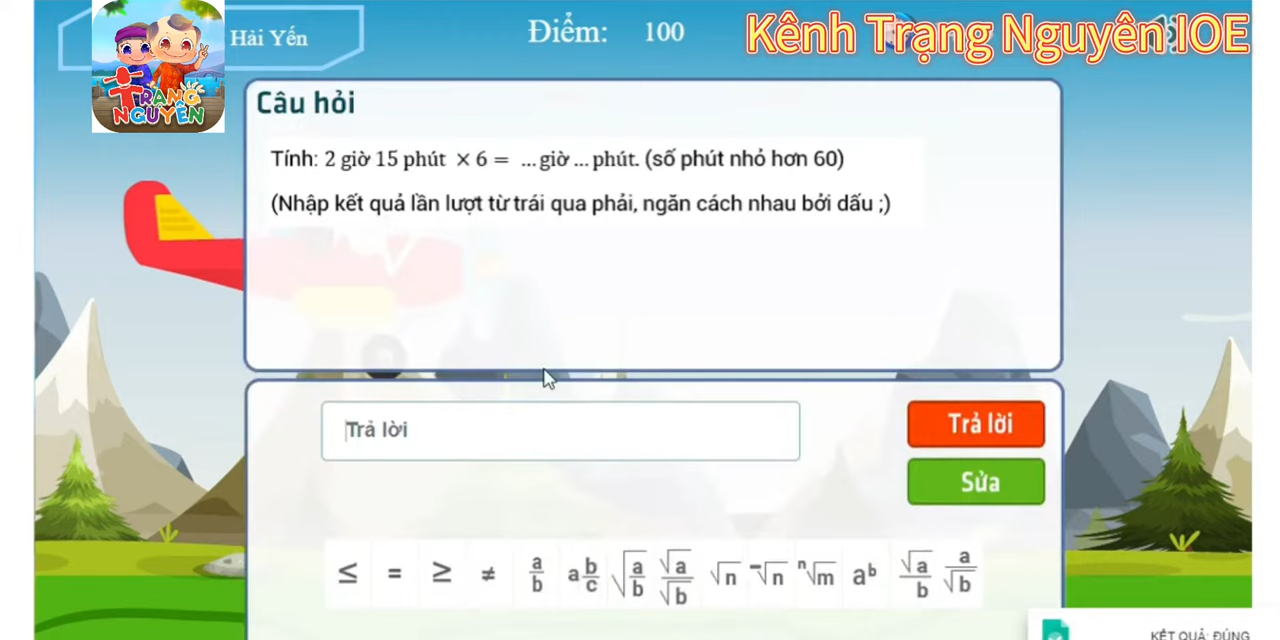 Hải Yến
Điểm: 100
Kênh Trạng Nguyên IOE
TRẠNG
NGUYÊN
Câu hỏi
Tính: 2 giờ 15 phút × 6 = ... giờ ... phút. (số phút nhỏ hơn 60)
(Nhập kết quả lần lượt từ trái qua phải, ngăn cách nhau bởi dấu ;)
Trả lời
Trả lời
Sửa
≤ = ≥ ≠ a/b a b/c √(a/b) √a/√b √n -√n ⁿ√m aᵇ √a/b a/√b
KẾT QUẢ: ĐÚNG